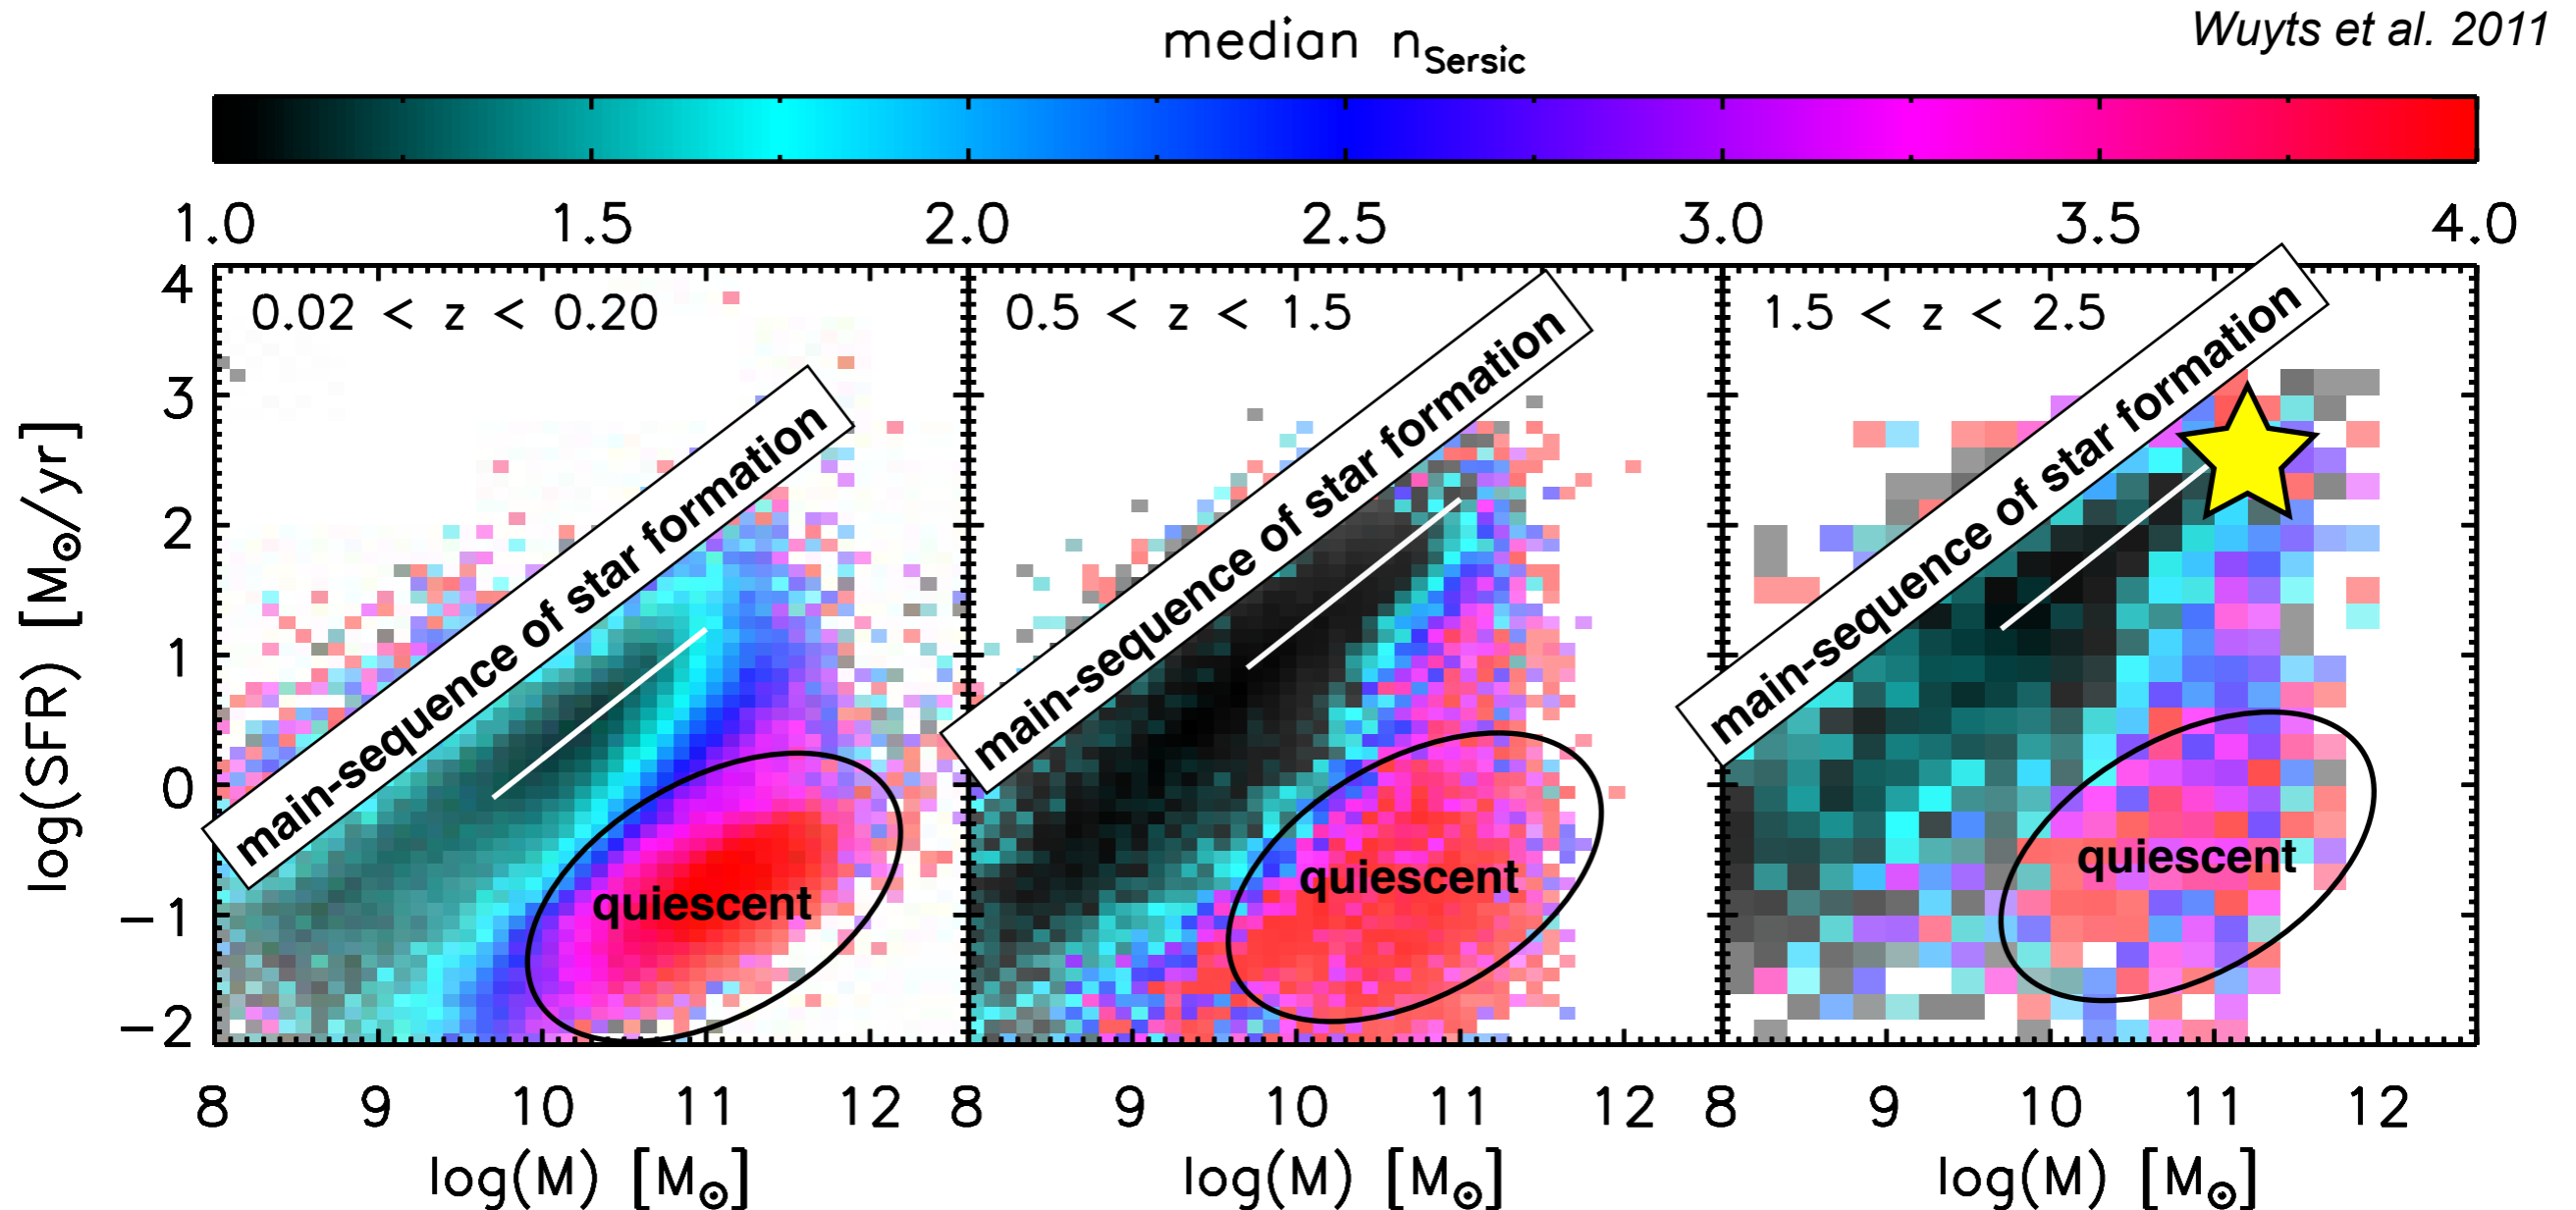 Wuyts et al. 2011
median n_Sersic
1.0 1.5 2.0 2.5 3.0 3.5 4.0
log(SFR) [M⊙/yr]
4
3
2
1
0
−1
−2
0.02 < z < 0.20
main-sequence of star formation
quiescent
0.5 < z < 1.5
main-sequence of star formation
quiescent
1.5 < z < 2.5
main-sequence of star formation
quiescent
8 9 10 11 12 8 9 10 11 12 8 9 10 11 12
log(M) [M⊙] log(M) [M⊙] log(M) [M⊙]